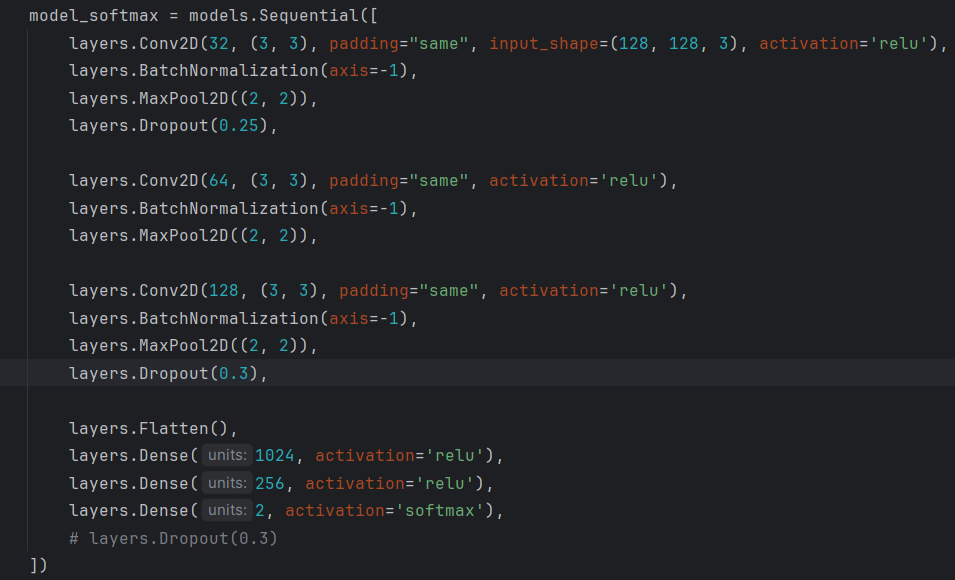 model_softmax = models.Sequential([
    layers.Conv2D(32, (3, 3), padding="same", input_shape=(128, 128, 3), activation='relu'),
    layers.BatchNormalization(axis=-1),
    layers.MaxPool2D((2, 2)),
    layers.Dropout(0.25),

    layers.Conv2D(64, (3, 3), padding="same", activation='relu'),
    layers.BatchNormalization(axis=-1),
    layers.MaxPool2D((2, 2)),

    layers.Conv2D(128, (3, 3), padding="same", activation='relu'),
    layers.BatchNormalization(axis=-1),
    layers.MaxPool2D((2, 2)),
    layers.Dropout(0.3),

    layers.Flatten(),
    layers.Dense( units: 1024, activation='relu'),
    layers.Dense( units: 256, activation='relu'),
    layers.Dense( units: 2, activation='softmax'),
    # layers.Dropout(0.3)
])